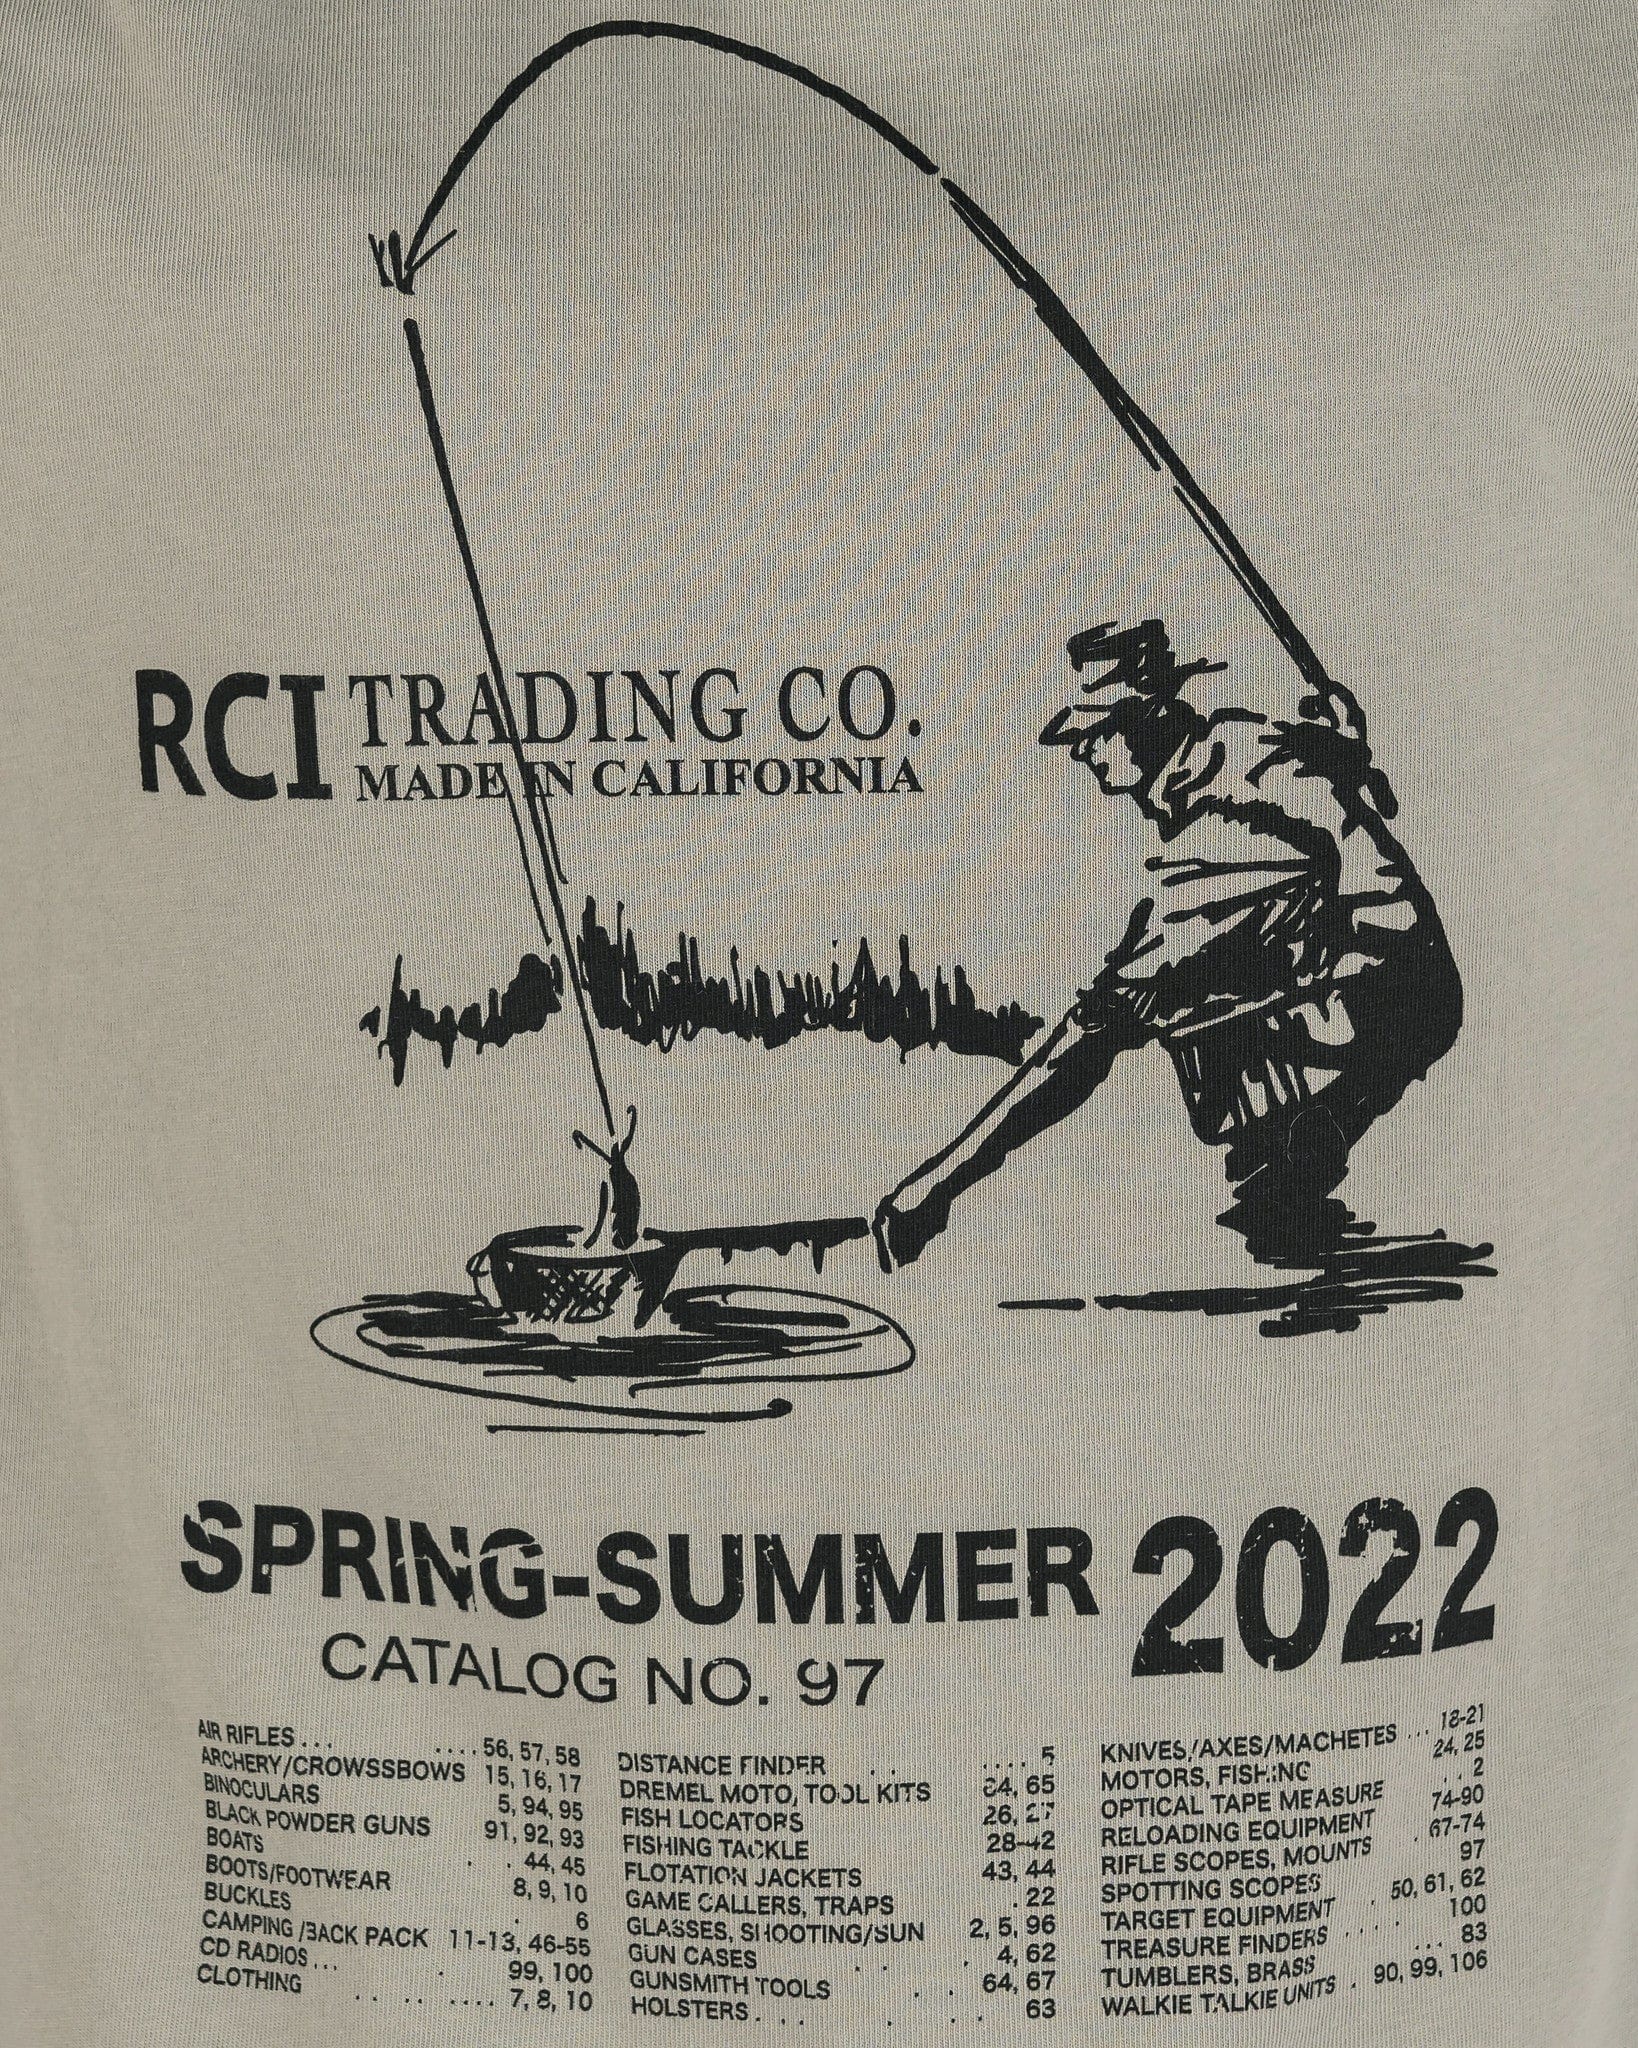 RCI TRADING CO.
MADE IN CALIFORNIA
SPRING-SUMMER 2022
CATALOG NO. 97
AIR RIFLES ... .... 56, 57, 58
ARCHERY/CROWSSBOWS 15, 16, 17
BINOCULARS 5, 94, 95
BLACK POWDER GUNS 91, 92, 93
BOATS . . 44, 45
BOOTS/FOOTWEAR 8, 9, 10
BUCKLES . 6
CAMPING /BACK PACK 11-13, 46-55
CD RADIOS ... . 99, 100
CLOTHING . . . . .... 7, 8, 10
DISTANCE FINDER . . .... 5
DREMEL MOTO, TOOL KITS 64, 65
FISH LOCATORS 26, 27
FISHING TACKLE 28-42
FLOTATION JACKETS 43, 44
GAME CALLERS, TRAPS . 22
GLASSES, SHOOTING/SUN 2, 5, 96
GUN CASES . . 4, 62
GUNSMITH TOOLS . . 64, 67
HOLSTERS . . . . . . 63
KNIVES/AXES/MACHETES ... 18-21
MOTORS, FISHING 24, 25
OPTICAL TAPE MEASURE . . 2
RELOADING EQUIPMENT 74-90
RIFLE SCOPES, MOUNTS . 67-74
SPOTTING SCOPES 97
TARGET EQUIPMENT . 50, 61, 62
TREASURE FINDERS . . . . 100
TUMBLERS, BRASS ... 83
WALKIE TALKIE UNITS . 90, 99, 106